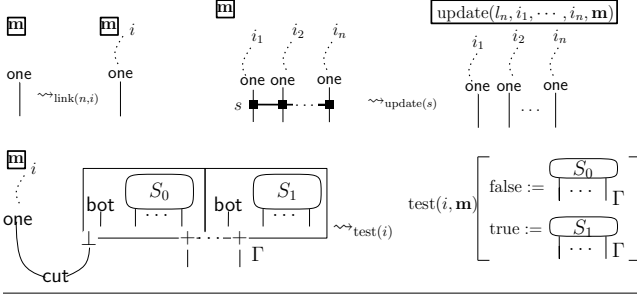 m m i one one ⇝link(n,i)
m i1 i2 in one one one s ··· ⇝update(s)
update(ln, i1, ··· , in, m) i1 i2 in one one one ···
m i one bot S0 ··· bot S1 ··· ⊥ + ··· + Γ cut ⇝test(i)
test(i, m) false := S0 ··· Γ
true := S1 ··· Γ